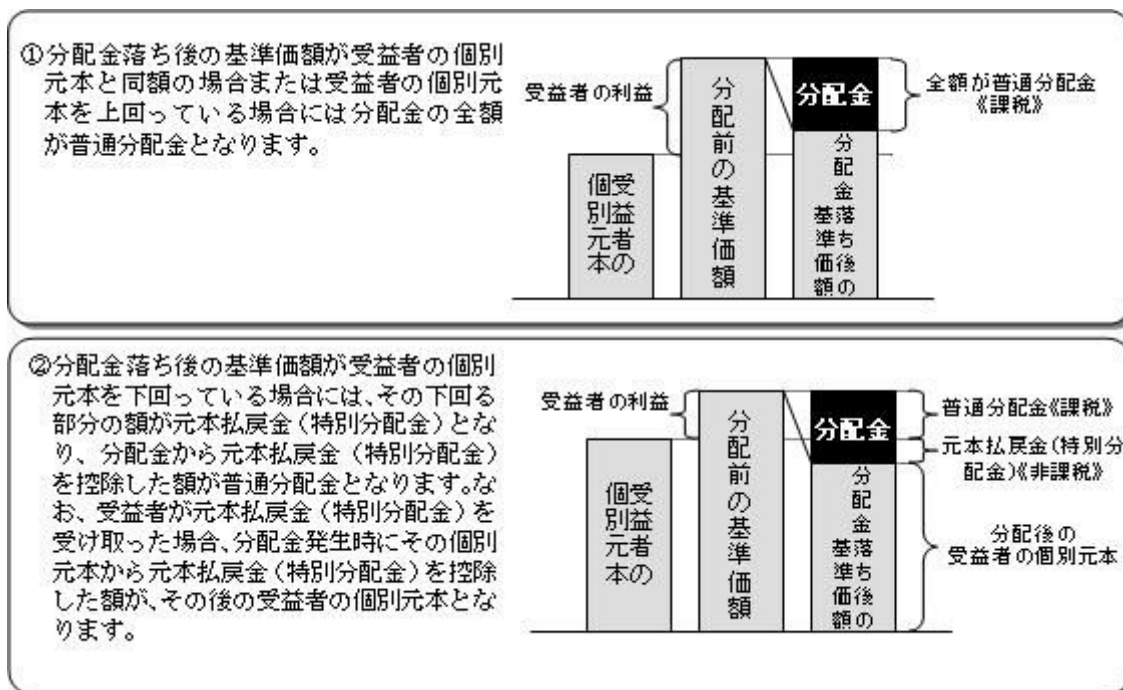 ①分配金落ち後の基準価額が受益者の個別
元本と同額の場合または受益者の個別元
本を上回っている場合には分配金の全額
が普通分配金となります。
受益者の利益
個別元本
受益者の
分配前の基準価額
分配金
分配金
基準価額
落ち後の
全額が普通分配金
《課税》
②分配金落ち後の基準価額が受益者の個別
元本を下回っている場合には、その下回る
部分の額が元本払戻金(特別分配金)とな
り、分配金から元本払戻金(特別分配金)
を控除した額が普通分配金となります。な
お、受益者が元本払戻金(特別分配金)を
受け取った場合、分配金発生時にその個別
元本から元本払戻金(特別分配金)を控除
した額が、その後の受益者の個別元本とな
ります。
受益者の利益
個別元本
受益者の
分配前の基準価額
分配金
分配金
基準価額
落ち後の
普通分配金《課税》
元本払戻金(特別分
配金)《非課税》
分配後の
受益者の個別元本